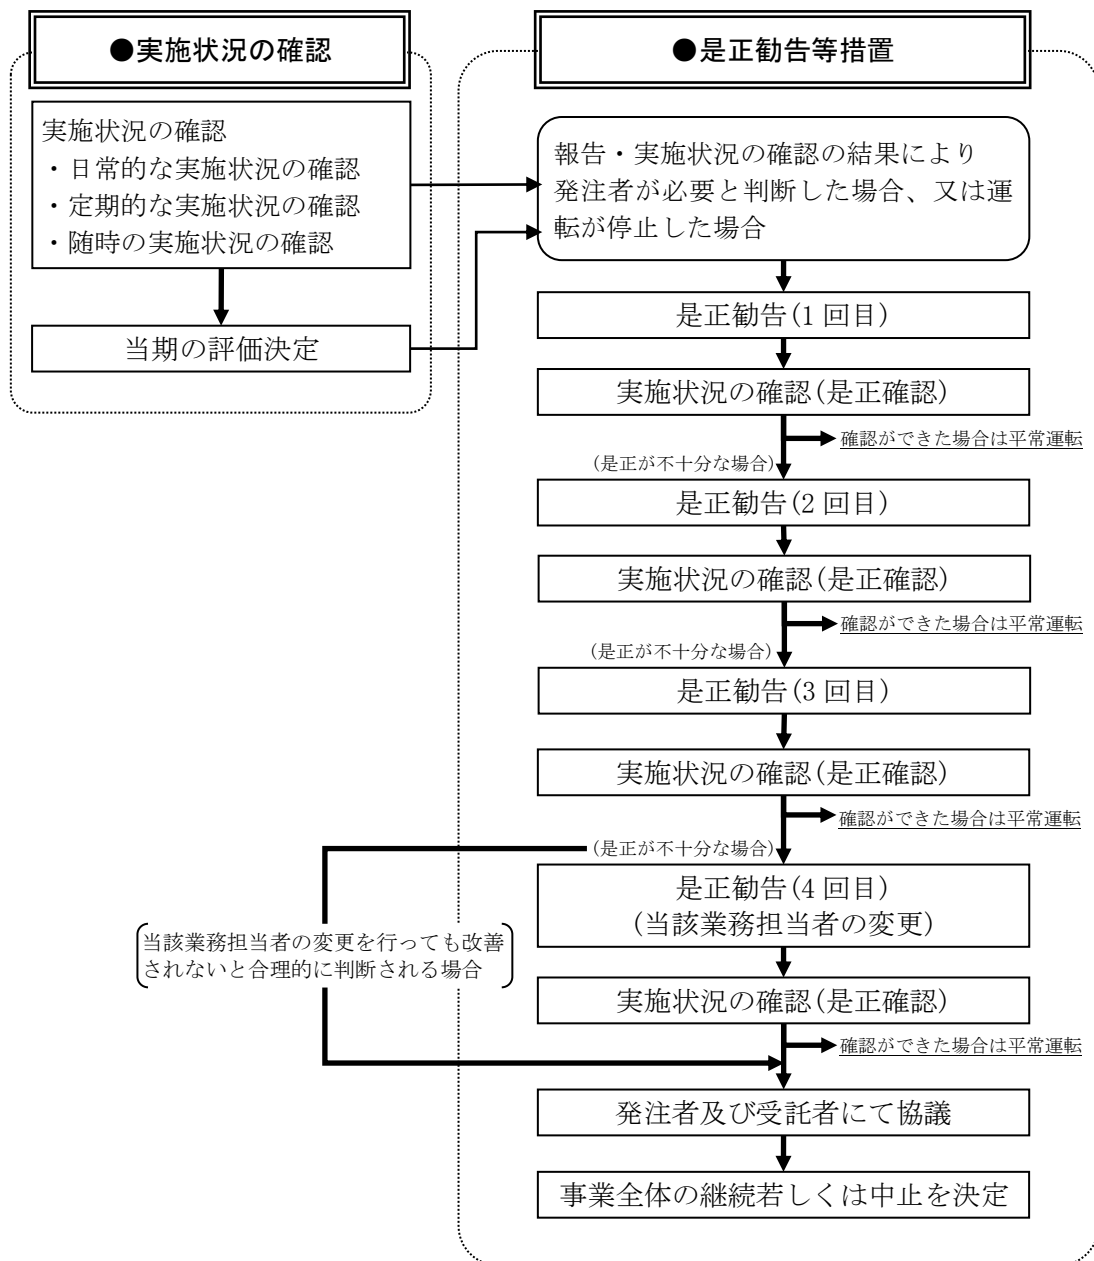 ●実施状況の確認
実施状況の確認
・日常的な実施状況の確認
・定期的な実施状況の確認
・随時の実施状況の確認
当期の評価決定
●是正勧告等措置
報告・実施状況の確認の結果により
発注者が必要と判断した場合、又は運
転が停止した場合
是正勧告(1 回目)
実施状況の確認(是正確認)
確認ができた場合は平常運転
(是正が不十分な場合)
是正勧告(2 回目)
実施状況の確認(是正確認)
確認ができた場合は平常運転
(是正が不十分な場合)
是正勧告(3 回目)
実施状況の確認(是正確認)
確認ができた場合は平常運転
(是正が不十分な場合)
是正勧告(4 回目)
(当該業務担当者の変更)
当該業務担当者の変更を行っても改善
されないと合理的に判断される場合
実施状況の確認(是正確認)
確認ができた場合は平常運転
発注者及び受託者にて協議
事業全体の継続若しくは中止を決定